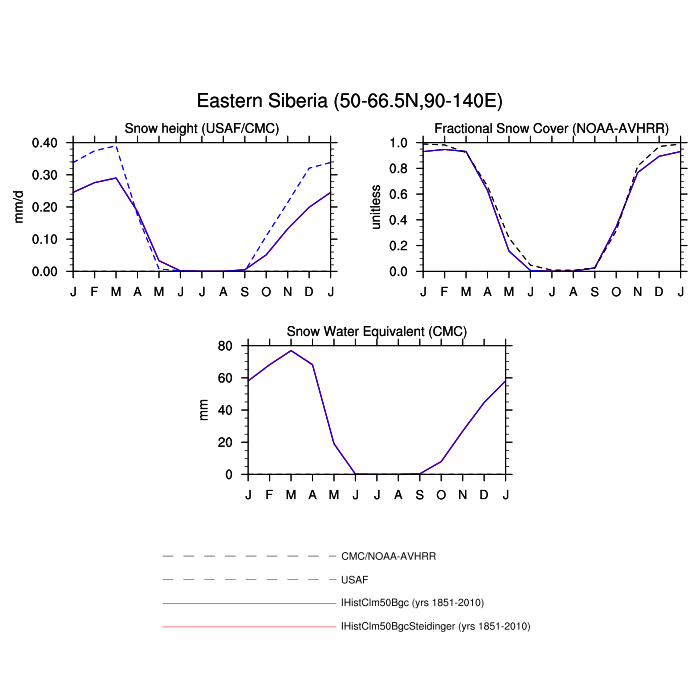 Eastern Siberia (50-66.5N,90-140E)
Snow height (USAF/CMC)
mm/d
0.40
0.30
0.20
0.10
0.00
J F M A M J J A S O N D J
Fractional Snow Cover (NOAA-AVHRR)
unitless
1.0
0.8
0.6
0.4
0.2
0.0
J F M A M J J A S O N D J
Snow Water Equivalent (CMC)
mm
80
60
40
20
0
J F M A M J J A S O N D J
CMC/NOAA-AVHRR
USAF
IHistClm50Bgc (yrs 1851-2010)
IHistClm50BgcSteidinger (yrs 1851-2010)